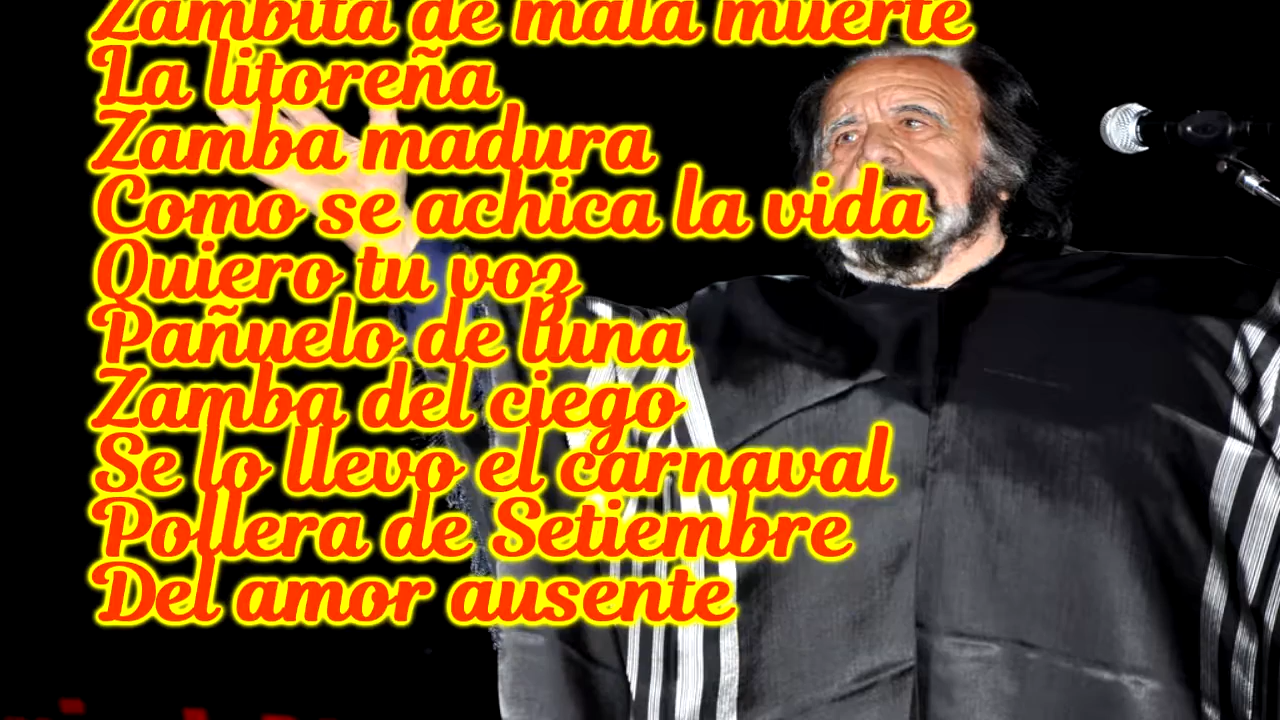 Zambita de mala muerte
La litoreña
Zamba madura
Como se achica la vida
Quiero tu voz
Pañuelo de luna
Zamba del ciego
Se lo llevo el carnaval
Pollera de Setiembre
Del amor ausente